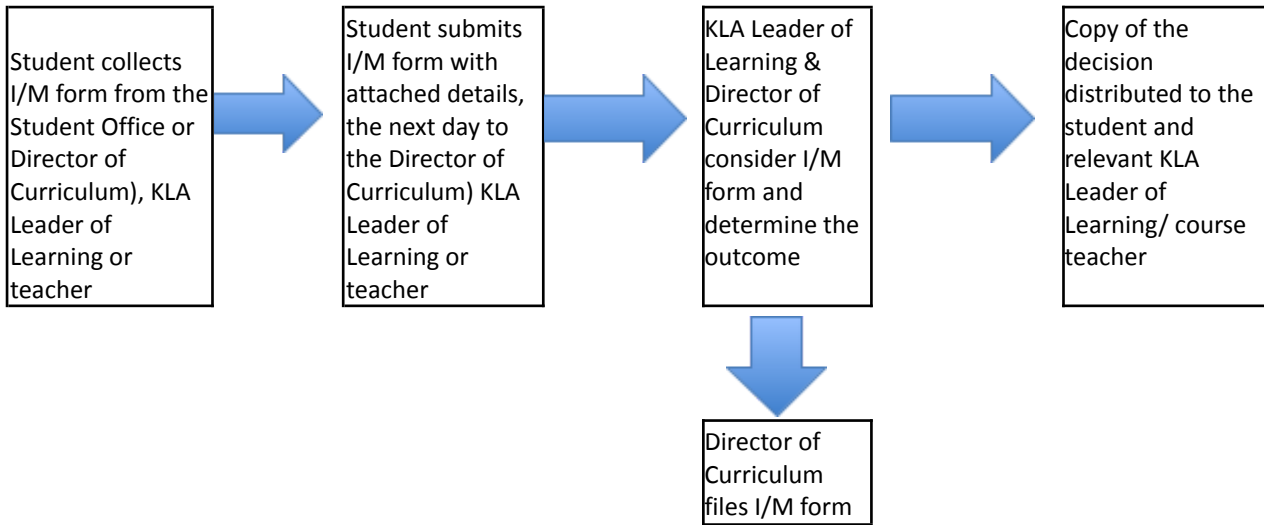 Student collects
I/M form from the
Student Office or
Director of
Curriculum), KLA
Leader of
Learning or
teacher
Student submits
I/M form with
attached details,
the next day to
the Director of
Curriculum) KLA
Leader of
Learning or
teacher
KLA Leader of
Learning &
Director of
Curriculum
consider I/M
form and
determine the
outcome
Copy of the
decision
distributed to the
student and
relevant KLA
Leader of
Learning/ course
teacher
Director of
Curriculum
files I/M form